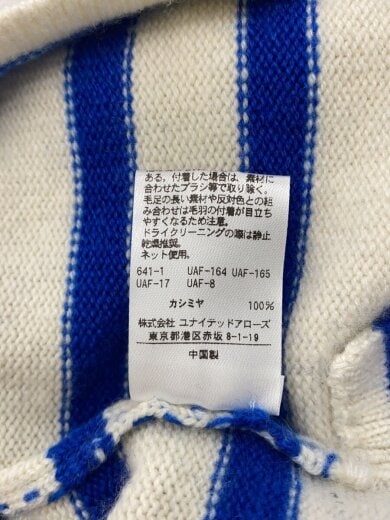 ある。付着した場合は、素材に
合わせたブラシ等で取り除く。
毛足の長い素材や反対色との組
み合わせは毛羽の付着が目立ち
やすくなるため注意。
ドライクリーニングの際は静止
乾燥推奨。
ネット使用。
641-1 UAF-164 UAF-165
UAF-17 UAF-8
カシミヤ 100%
株式会社 ユナイテッドアローズ
東京都港区赤坂 8-1-19
中国製